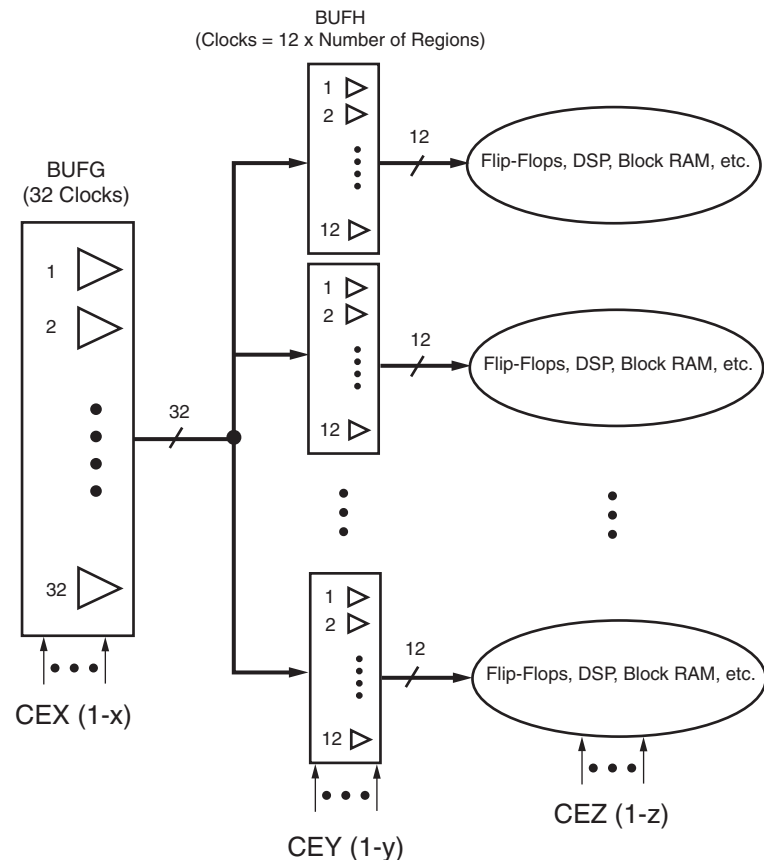 BUFH
(Clocks = 12 x Number of Regions)
BUFG
(32 Clocks)
1
2
32
32
CEX (1-x)
1
2
12
12
Flip-Flops, DSP, Block RAM, etc.
1
2
12
12
Flip-Flops, DSP, Block RAM, etc.
1
2
12
12
Flip-Flops, DSP, Block RAM, etc.
CEY (1-y)
CEZ (1-z)